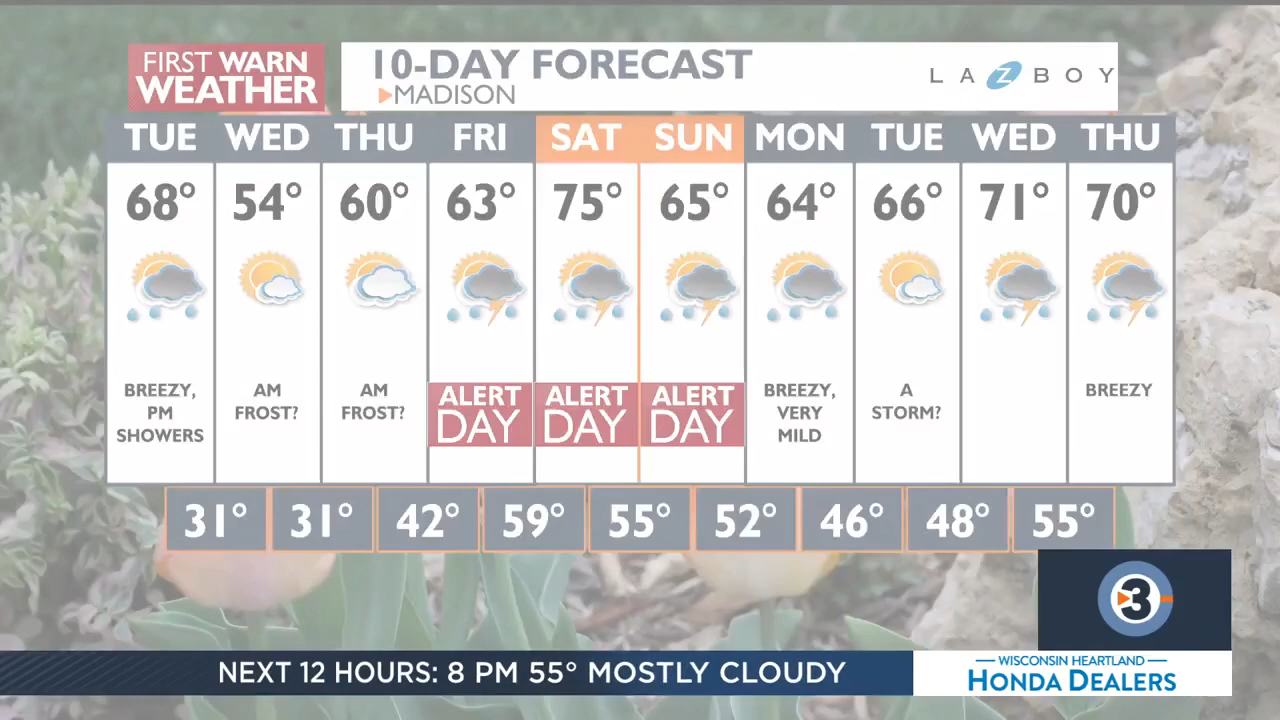 FIRST WARN
WEATHER
10-DAY FORECAST
MADISON
LA Z BOY
TUE WED THU FRI SAT SUN MON TUE WED THU
68° 54° 60° 63° 75° 65° 64° 66° 71° 70°
BREEZY,
PM
SHOWERS
AM
FROST?
AM
FROST?
ALERT
DAY
ALERT
DAY
ALERT
DAY
BREEZY,
VERY
MILD
A
STORM?
BREEZY
31° 31° 42° 59° 55° 52° 46° 48° 55°
3
NEXT 12 HOURS: 8 PM 55° MOSTLY CLOUDY
WISCONSIN HEARTLAND
HONDA DEALERS